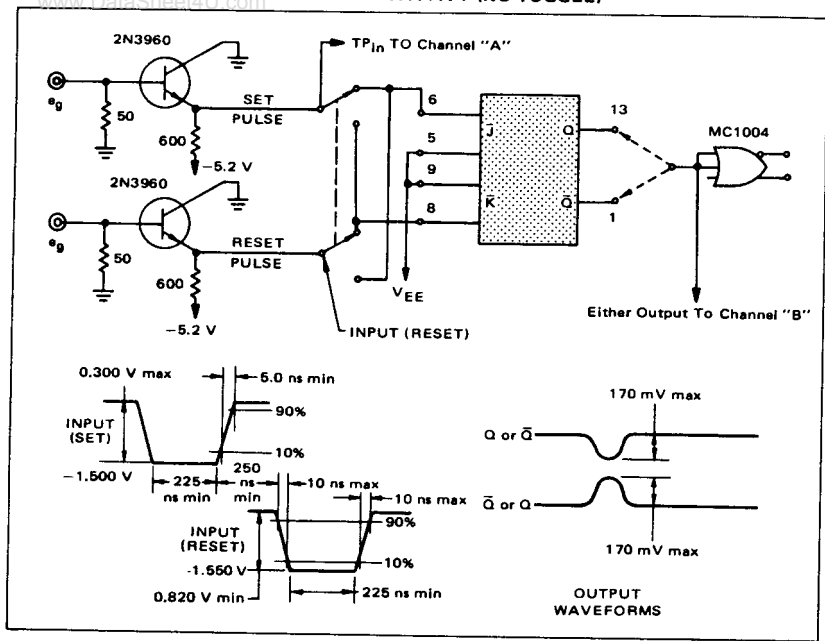 www.DataSheet4U.com
2N3960
TPin TO Channel "A"
eg
50
600
SET
PULSE
-5.2 V
2N3960
eg
50
600
RESET
PULSE
-5.2 V
INPUT (RESET)
6
5
9
8
VEE
J̄
K̄
Q
Q̄
13
1
MC1004
Either Output To Channel "B"
0.300 V max
5.0 ns min
90%
INPUT
(SET)
10%
-1.500 V
225
ns min
250
ns
min
10 ns max
10 ns max
INPUT
(RESET)
90%
10%
-1.550 V
0.820 V min
225 ns min
170 mV max
Q or Q̄
Q̄ or Q
170 mV max
OUTPUT
WAVEFORMS